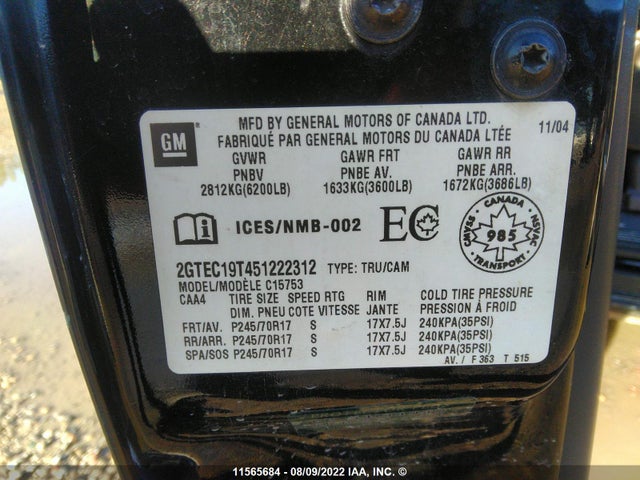 MFD BY GENERAL MOTORS OF CANADA LTD.
FABRIQUÉ PAR GENERAL MOTORS DU CANADA LTÉE
11/04
GM
GVWR GAWR FRT GAWR RR
PNBV PNBE AV. PNBE ARR.
2812KG(6200LB) 1633KG(3600LB) 1672KG(3686LB)
ICES/NMB-002 EC
CANADA
CMVSS 985 NSVAC
TRANSPORT
2GTEC19T451222312 TYPE: TRU/CAM
MODEL/MODÈLE C15753
CAA4 TIRE SIZE SPEED RTG RIM COLD TIRE PRESSURE
DIM. PNEU COTE VITESSE JANTE PRESSION À FROID
FRT/AV. P245/70R17 S 17X7.5J 240KPA(35PSI)
RR/ARR. P245/70R17 S 17X7.5J 240KPA(35PSI)
SPA/SOS P245/70R17 S 17X7.5J 240KPA(35PSI)
AV. / F 363 T 515
11565684 - 08/09/2022 IAA, INC. ©